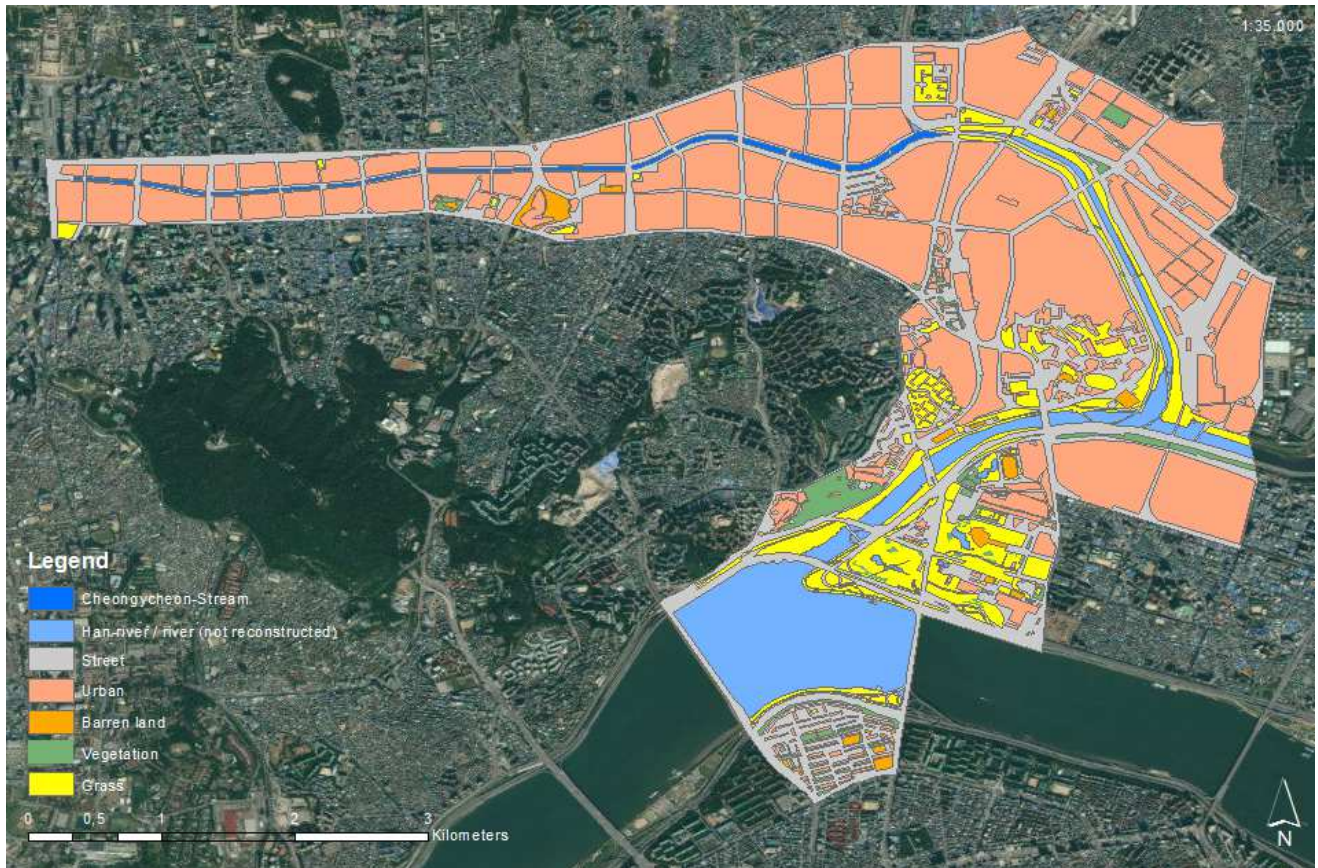 1:35.000
Legend
Cheongycheon-Stream
Han-river / river (not reconstructed)
Street
Urban
Barren land
Vegetation
Grass
0 0,5 1 2 3
Kilometers
N